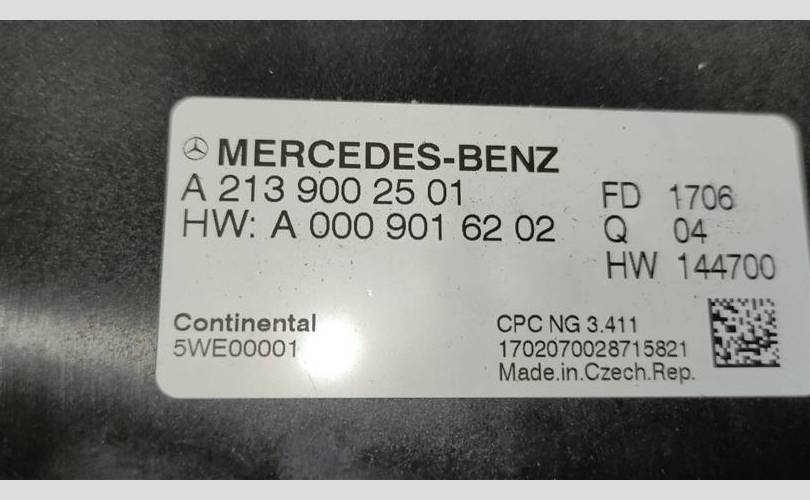 MERCEDES-BENZ
A 213 900 25 01
HW: A 000 901 62 02
FD 1706
Q 04
HW 144700
Continental
5WE00001
CPC NG 3.411
1702070028715821
Made.in.Czech.Rep.